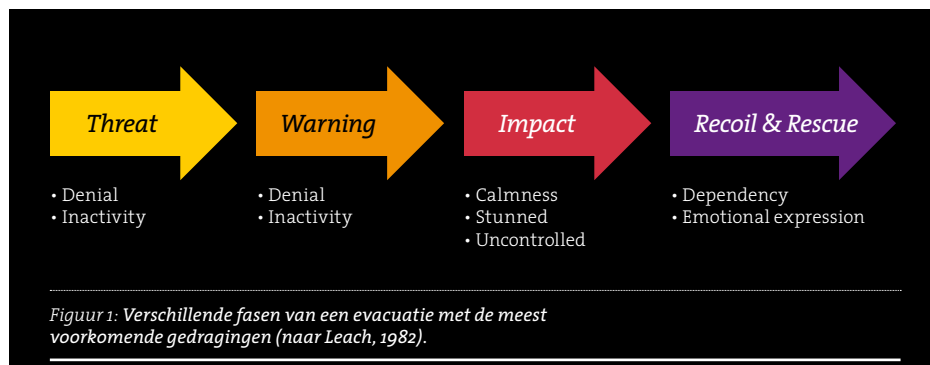 Threat
Warning
Impact
Recoil & Rescue
• Denial
• Inactivity
• Denial
• Inactivity
• Calmness
• Stunned
• Uncontrolled
• Dependency
• Emotional expression
Figuur 1: Verschillende fasen van een evacuatie met de meest
voorkomende gedragingen (naar Leach, 1982).